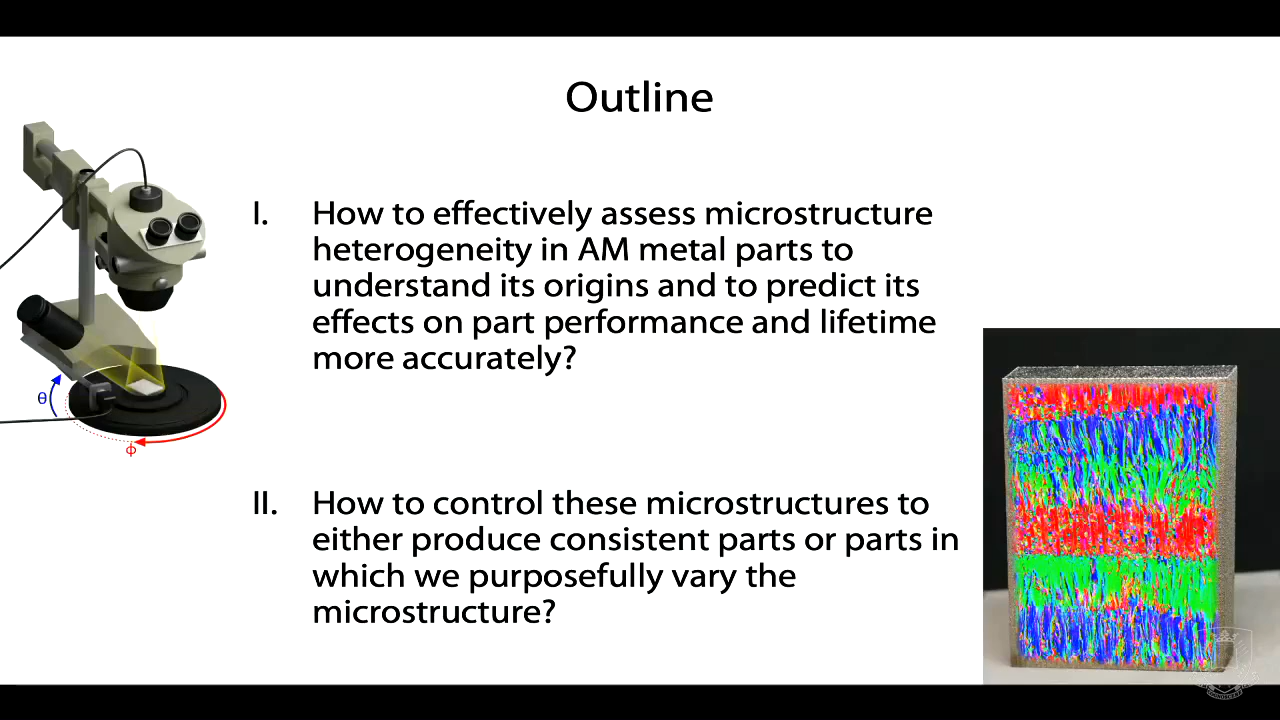 Outline
I. How to effectively assess microstructure
heterogeneity in AM metal parts to
understand its origins and to predict its
effects on part performance and lifetime
more accurately?
θ
ϕ
II. How to control these microstructures to
either produce consistent parts or parts in
which we purposefully vary the
microstructure?